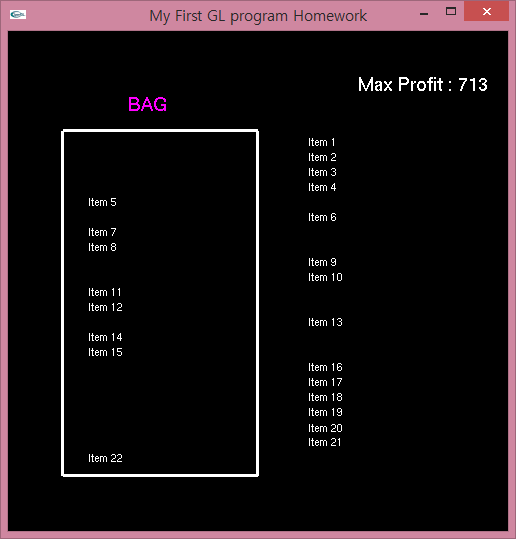 My First GL program Homework
Max Profit : 713
BAG
Item 1
Item 2
Item 3
Item 4
Item 5
Item 6
Item 7
Item 8
Item 9
Item 10
Item 11
Item 12
Item 13
Item 14
Item 15
Item 16
Item 17
Item 18
Item 19
Item 20
Item 21
Item 22